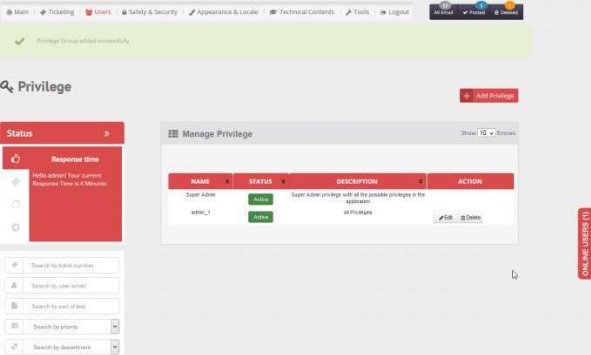 Main Ticketing Users Safety & Security Appearance & Locale Technical Contents Tools Logout
All Email Posted Deleted
Privilege Group added successfully
Privilege
Add Privilege
Status »
Manage Privilege
Show 10 Entries
Response time
Hello admin! Your current
Response Time is 4 Minutes
NAME STATUS DESCRIPTION ACTION
Super Admin Active Super Admin privilege with all the possible privileges in the
application
admin_1 Active all Privileges Edit Delete
ONLINE USERS (1)
Search by ticket number
Search by user email
Search by part of text
Search by priority
Search by department